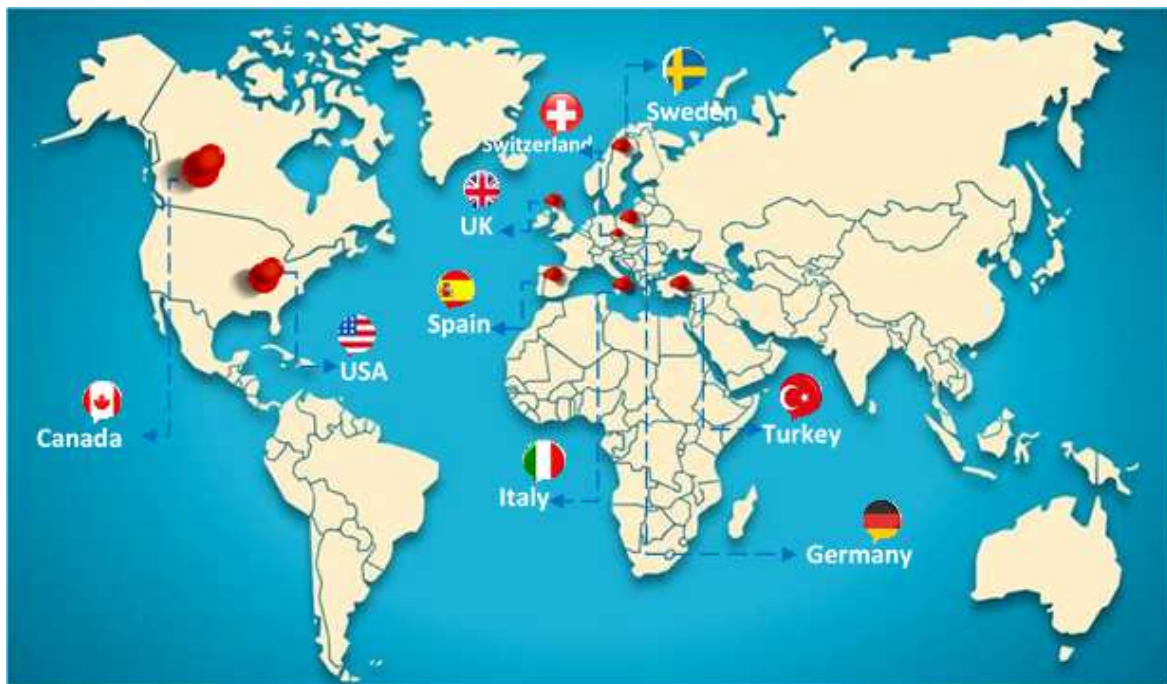 Sweden
Switzerland
UK
Spain
USA
Canada
Turkey
Italy
Germany